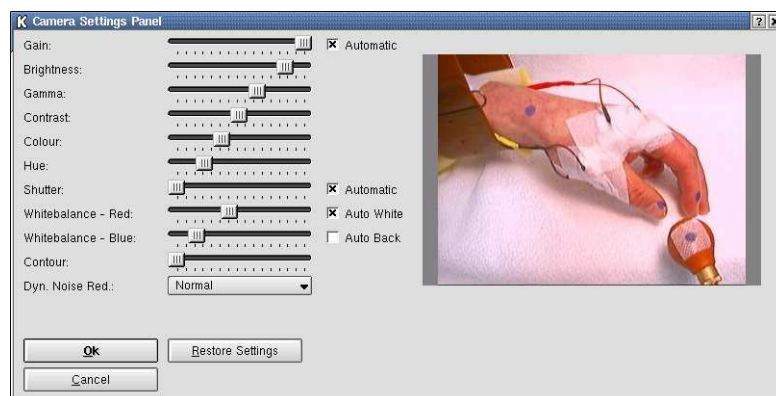 Camera Settings Panel
Gain: Automatic
Brightness:
Gamma:
Contrast:
Colour:
Hue:
Shutter: Automatic
Whitebalance - Red: Auto White
Whitebalance - Blue: Auto Back
Contour:
Dyn. Noise Red.: Normal
Ok Restore Settings
Cancel